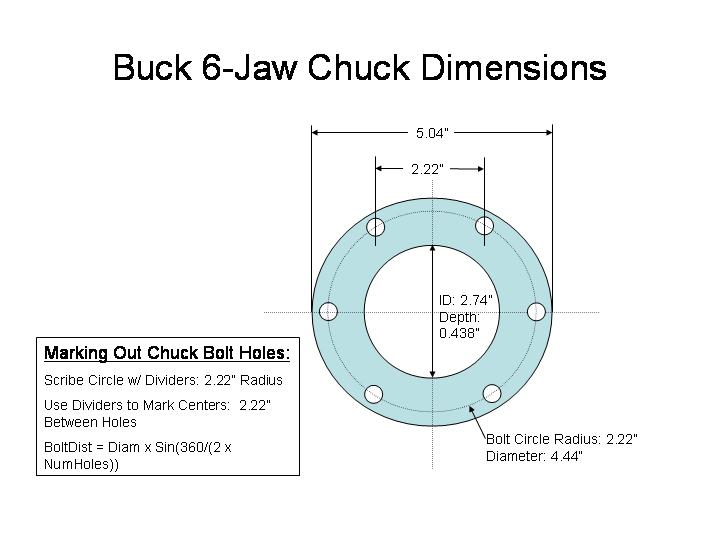 Buck 6-Jaw Chuck Dimensions
5.04"
2.22"
ID: 2.74"
Depth:
0.438"
Marking Out Chuck Bolt Holes:
Scribe Circle w/ Dividers: 2.22" Radius
Use Dividers to Mark Centers:  2.22"
Between Holes
BoltDist = Diam x Sin(360/(2 x
NumHoles))
Bolt Circle Radius: 2.22"
Diameter: 4.44"